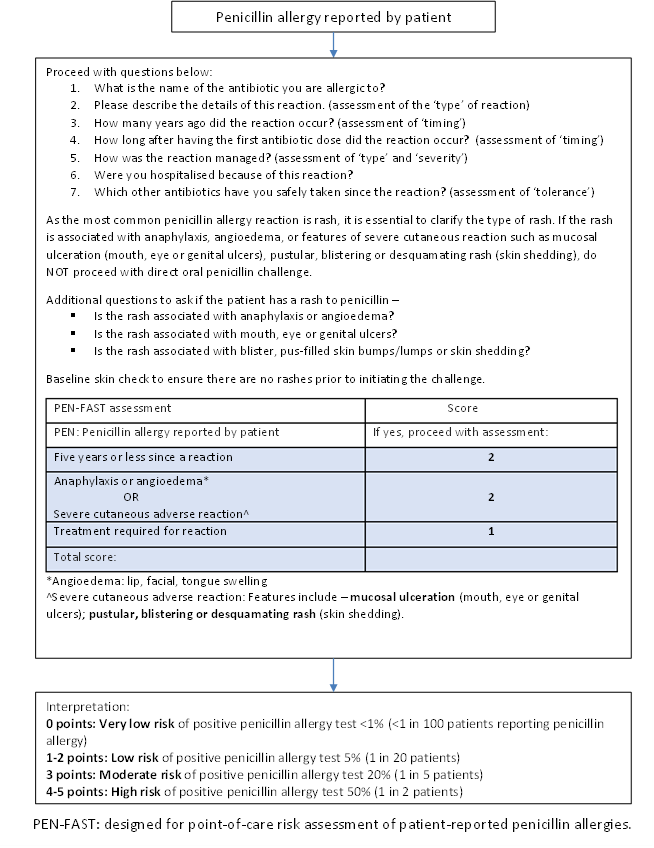 Penicillin allergy reported by patient
Proceed with questions below:
1. What is the name of the antibiotic you are allergic to?
2. Please describe the details of this reaction. (assessment of the ‘type’ of reaction)
3. How many years ago did the reaction occur? (assessment of ‘timing’)
4. How long after having the first antibiotic dose did the reaction occur? (assessment of ‘timing’)
5. How was the reaction managed? (assessment of ‘type’ and ‘severity’)
6. Were you hospitalised because of this reaction?
7. Which other antibiotics have you safely taken since the reaction? (assessment of ‘tolerance’)
As the most common penicillin allergy reaction is rash, it is essential to clarify the type of rash. If the rash
is associated with anaphylaxis, angioedema, or features of severe cutaneous reaction such as mucosal
ulceration (mouth, eye or genital ulcers), pustular, blistering or desquamating rash (skin shedding), do
NOT proceed with direct oral penicillin challenge.
Additional questions to ask if the patient has a rash to penicillin –
▪ Is the rash associated with anaphylaxis or angioedema?
▪ Is the rash associated with mouth, eye or genital ulcers?
▪ Is the rash associated with blister, pus-filled skin bumps/lumps or skin shedding?
Baseline skin check to ensure there are no rashes prior to initiating the challenge.
PEN-FAST assessment Score
PEN: Penicillin allergy reported by patient If yes, proceed with assessment:
Five years or less since a reaction 2
Anaphylaxis or angioedema*
OR 2
Severe cutaneous adverse reaction^
Treatment required for reaction 1
Total score:
*Angioedema: lip, facial, tongue swelling
^Severe cutaneous adverse reaction: Features include – mucosal ulceration (mouth, eye or genital
ulcers); pustular, blistering or desquamating rash (skin shedding).
Interpretation:
0 points: Very low risk of positive penicillin allergy test <1% (<1 in 100 patients reporting penicillin
allergy)
1-2 points: Low risk of positive penicillin allergy test 5% (1 in 20 patients)
3 points: Moderate risk of positive penicillin allergy test 20% (1 in 5 patients)
4-5 points: High risk of positive penicillin allergy test 50% (1 in 2 patients)
PEN-FAST: designed for point-of-care risk assessment of patient-reported penicillin allergies.